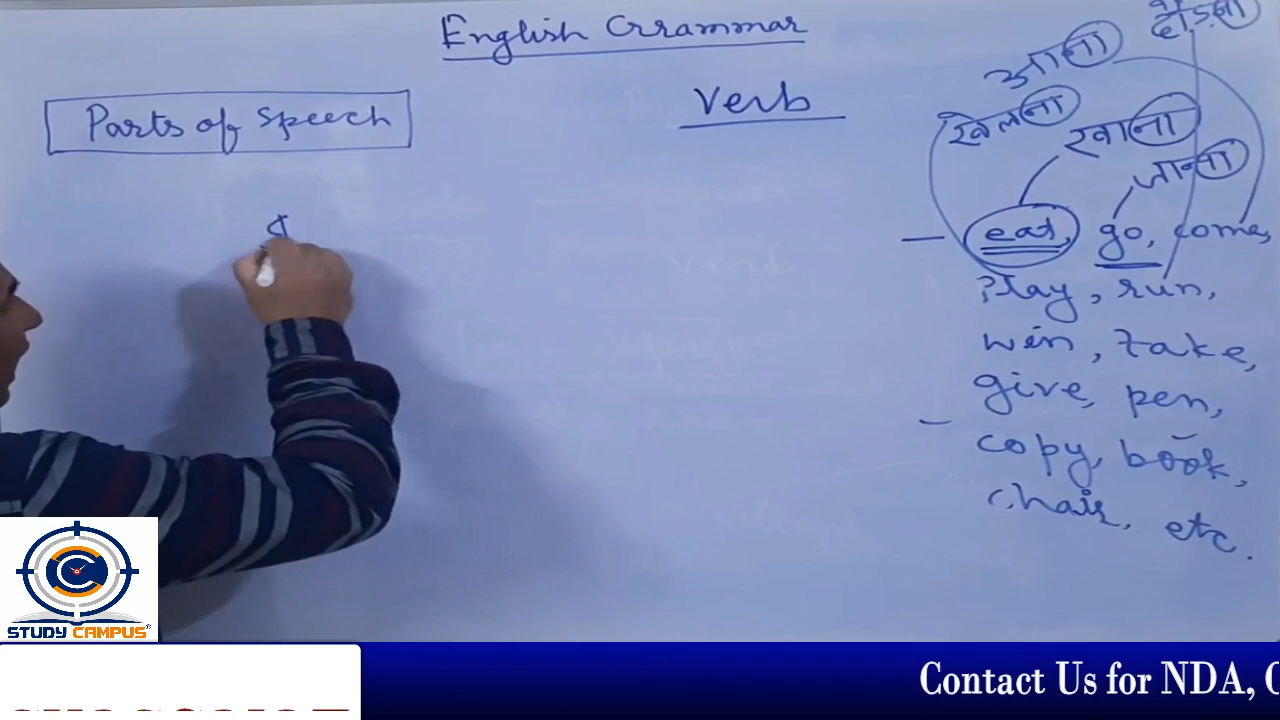 English Grammar
Parts of Speech
Verb
दौड़ना
आना
खेलना
खाना
जाना
— eat, go, come,
Play, run,
win, take,
give, pen,
— copy, book,
chair, etc.
STUDY CAMPUS
Contact Us for NDA, C